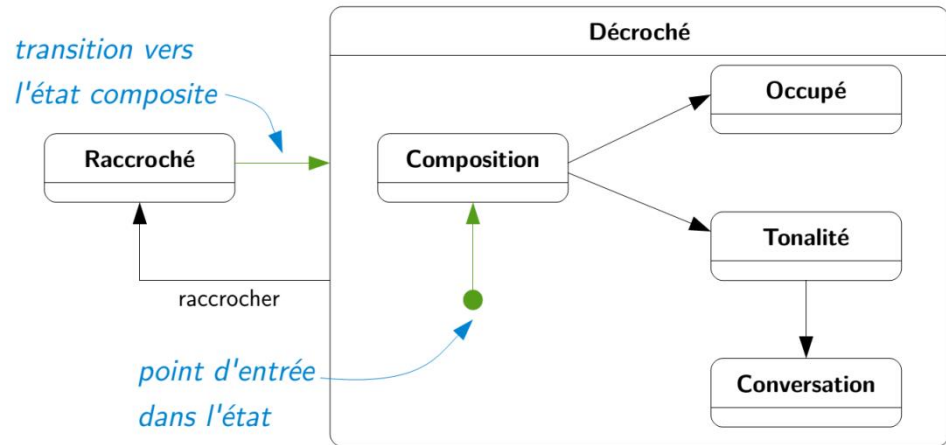 Décroché
transition vers
l'état composite
Occupé
Raccroché
Composition
Tonalité
raccrocher
point d'entrée
dans l'état
Conversation